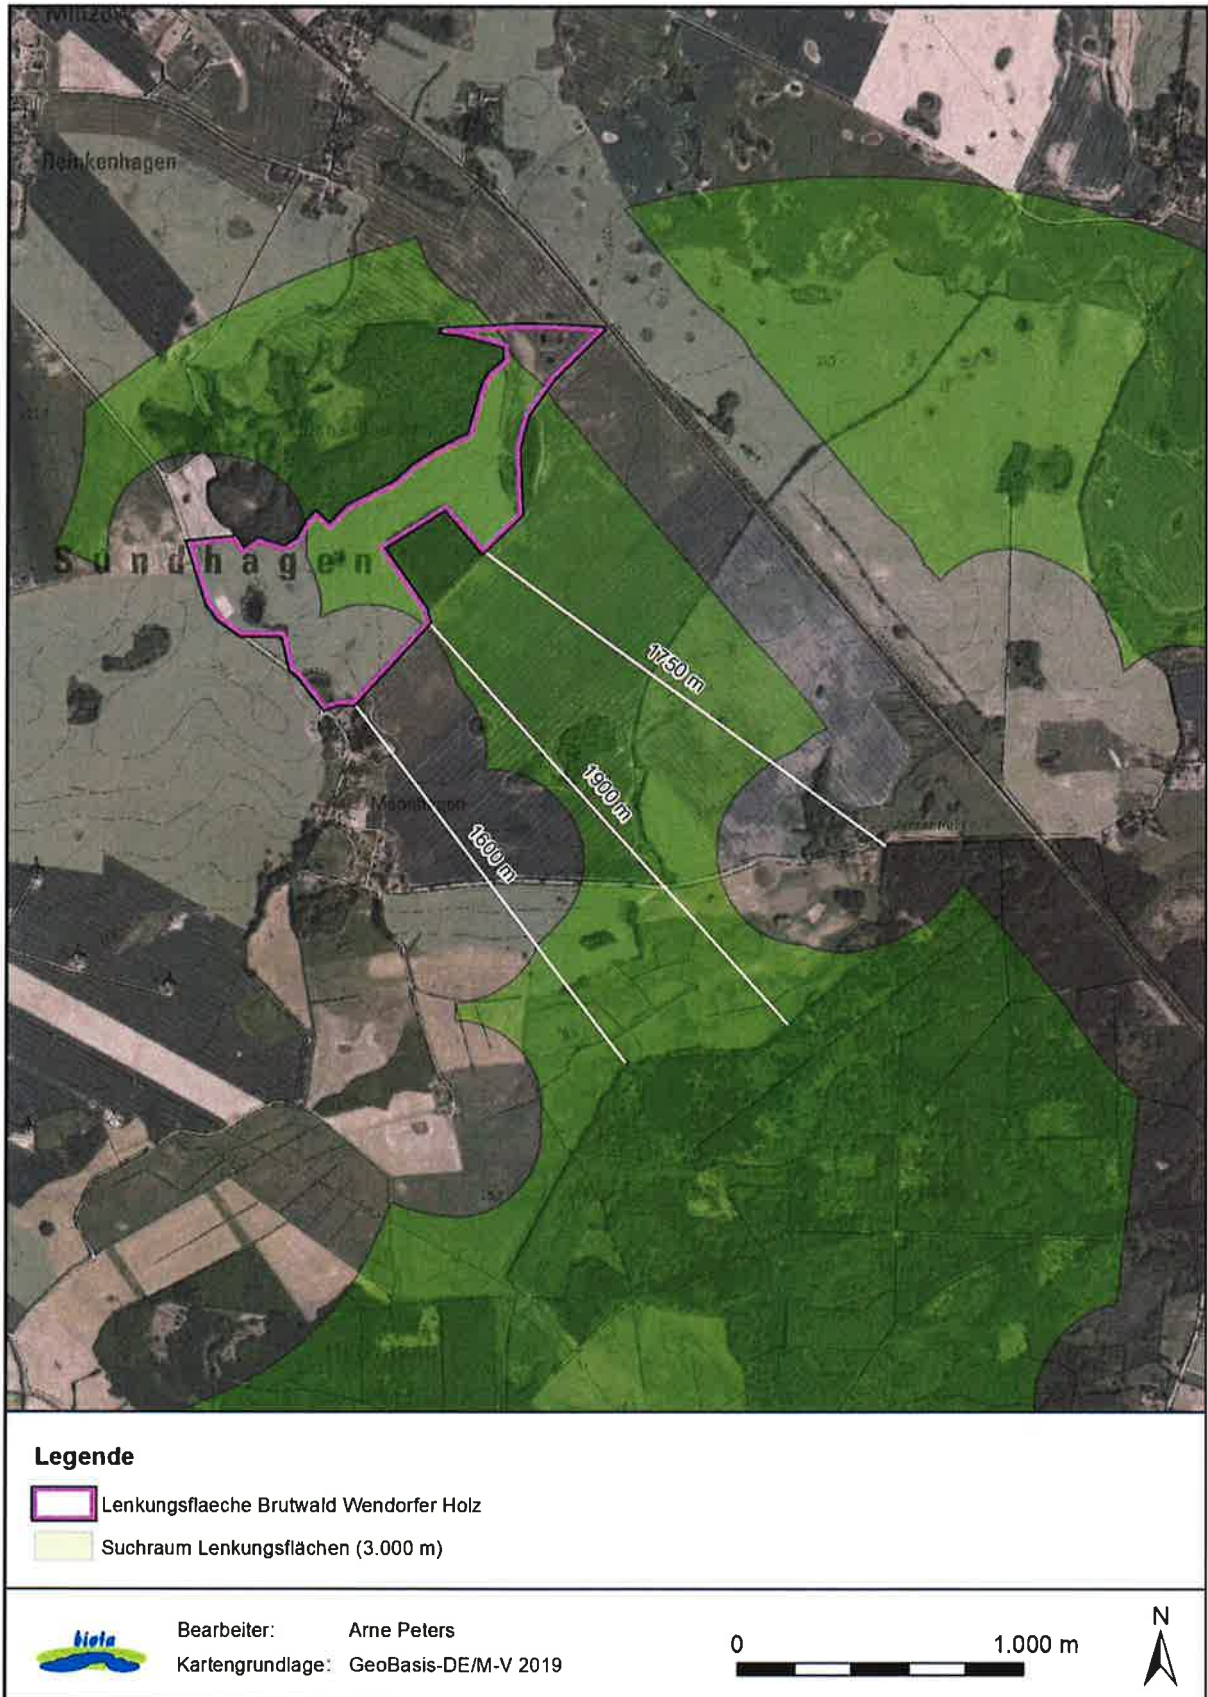 Reinkenhagen
Sundhagen
1750 m
1900 m
1600 m
Legende
Lenkungsflaeche Brutwald Wendorfer Holz
Suchraum Lenkungsflächen (3.000 m)
biota
Bearbeiter: Arne Peters
Kartengrundlage: GeoBasis-DE/M-V 2019
0 1.000 m
N